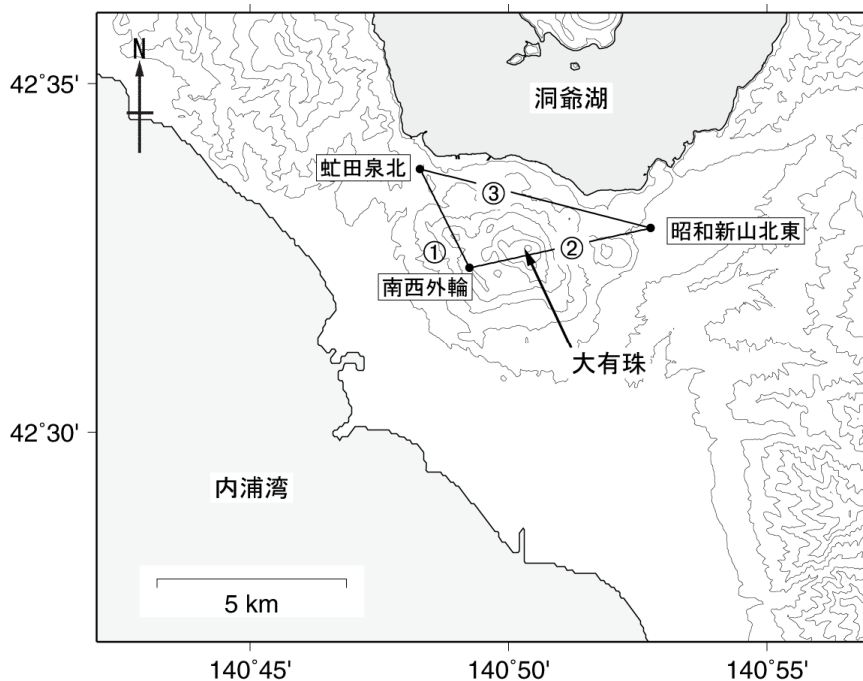 N
42°35'
洞爺湖
虻田泉北
③
昭和新山北東
①
②
南西外輪
大有珠
42°30'
内浦湾
5 km
140°45'
140°50'
140°55'